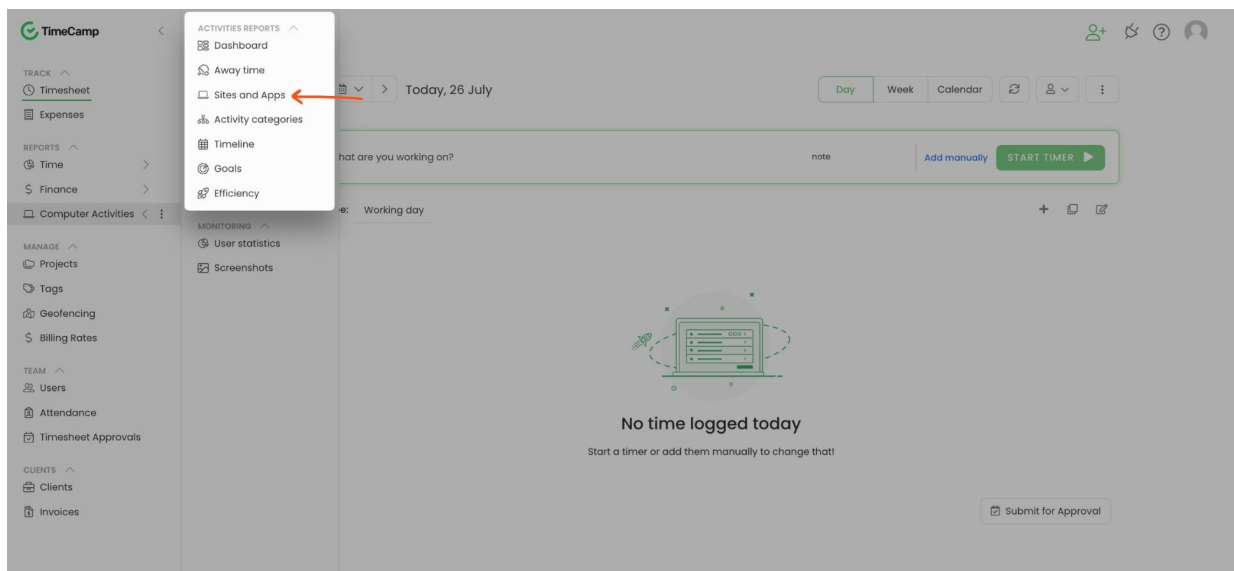 TimeCamp
TRACK
Timesheet
Expenses
REPORTS
Time
$ Finance
Computer Activities
MANAGE
Projects
Tags
Geofencing
$ Billing Rates
TEAM
Users
Attendance
Timesheet Approvals
CLIENTS
Clients
Invoices
ACTIVITIES REPORTS
Dashboard
Away time
Sites and Apps
Activity categories
Timeline
Goals
Efficiency
MONITORING
User statistics
Screenshots
Today, 26 July
Day Week Calendar
hat are you working on? note Add manually START TIMER
e: Working day
No time logged today
Start a timer or add them manually to change that!
Submit for Approval